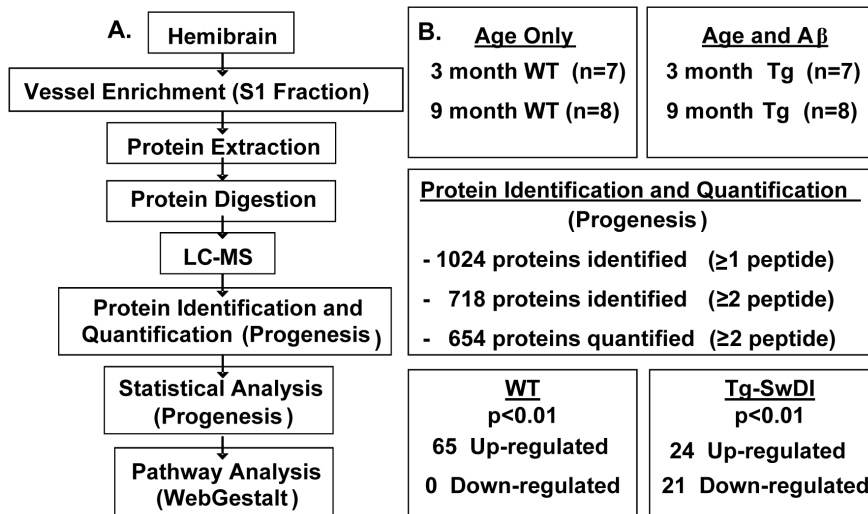 A.
Hemibrain
Vessel Enrichment (S1 Fraction)
Protein Extraction
Protein Digestion
LC-MS
Protein Identification and
Quantification (Progenesis)
Statistical Analysis
(Progenesis)
Pathway Analysis
(WebGestalt)
B.
Age Only
3 month WT (n=7)
9 month WT (n=8)
Age and Aβ
3 month Tg (n=7)
9 month Tg (n=8)
Protein Identification and Quantification
(Progenesis)
- 1024 proteins identified (≥1 peptide)
- 718 proteins identified (≥2 peptide)
- 654 proteins quantified (≥2 peptide)
WT
p<0.01
65 Up-regulated
0 Down-regulated
Tg-SwDI
p<0.01
24 Up-regulated
21 Down-regulated